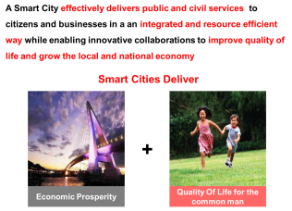 A Smart City effectively delivers public and civil services to
citizens and businesses in a an integrated and resource efficient
way while enabling innovative collaborations to improve quality of
life and grow the local and national economy
Smart Cities Deliver
+
Economic Prosperity
Quality Of Life for the
common man